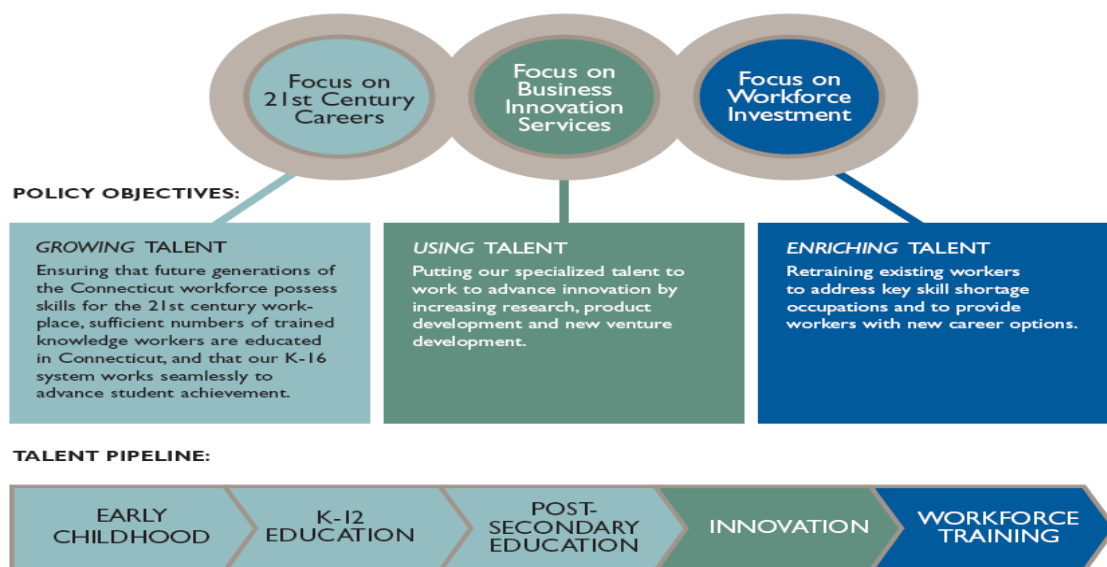 Focus on
21st Century
Careers
Focus on
Business
Innovation
Services
Focus on
Workforce
Investment
POLICY OBJECTIVES:
GROWING TALENT
Ensuring that future generations of
the Connecticut workforce possess
skills for the 21st century work-
place, sufficient numbers of trained
knowledge workers are educated
in Connecticut, and that our K-16
system works seamlessly to
advance student achievement.
USING TALENT
Putting our specialized talent to
work to advance innovation by
increasing research, product
development and new venture
development.
ENRICHING TALENT
Retraining existing workers
to address key skill shortage
occupations and to provide
workers with new career options.
TALENT PIPELINE:
EARLY
CHILDHOOD
K-12
EDUCATION
POST-
SECONDARY
EDUCATION
INNOVATION
WORKFORCE
TRAINING